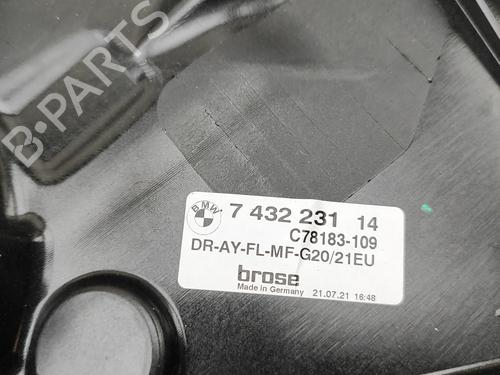 B-PARTS
BMW
7 432 231 14
C78183-109
DR-AY-FL-MF-G20/21EU
brose
Made in Germany 21.07.21 16:48